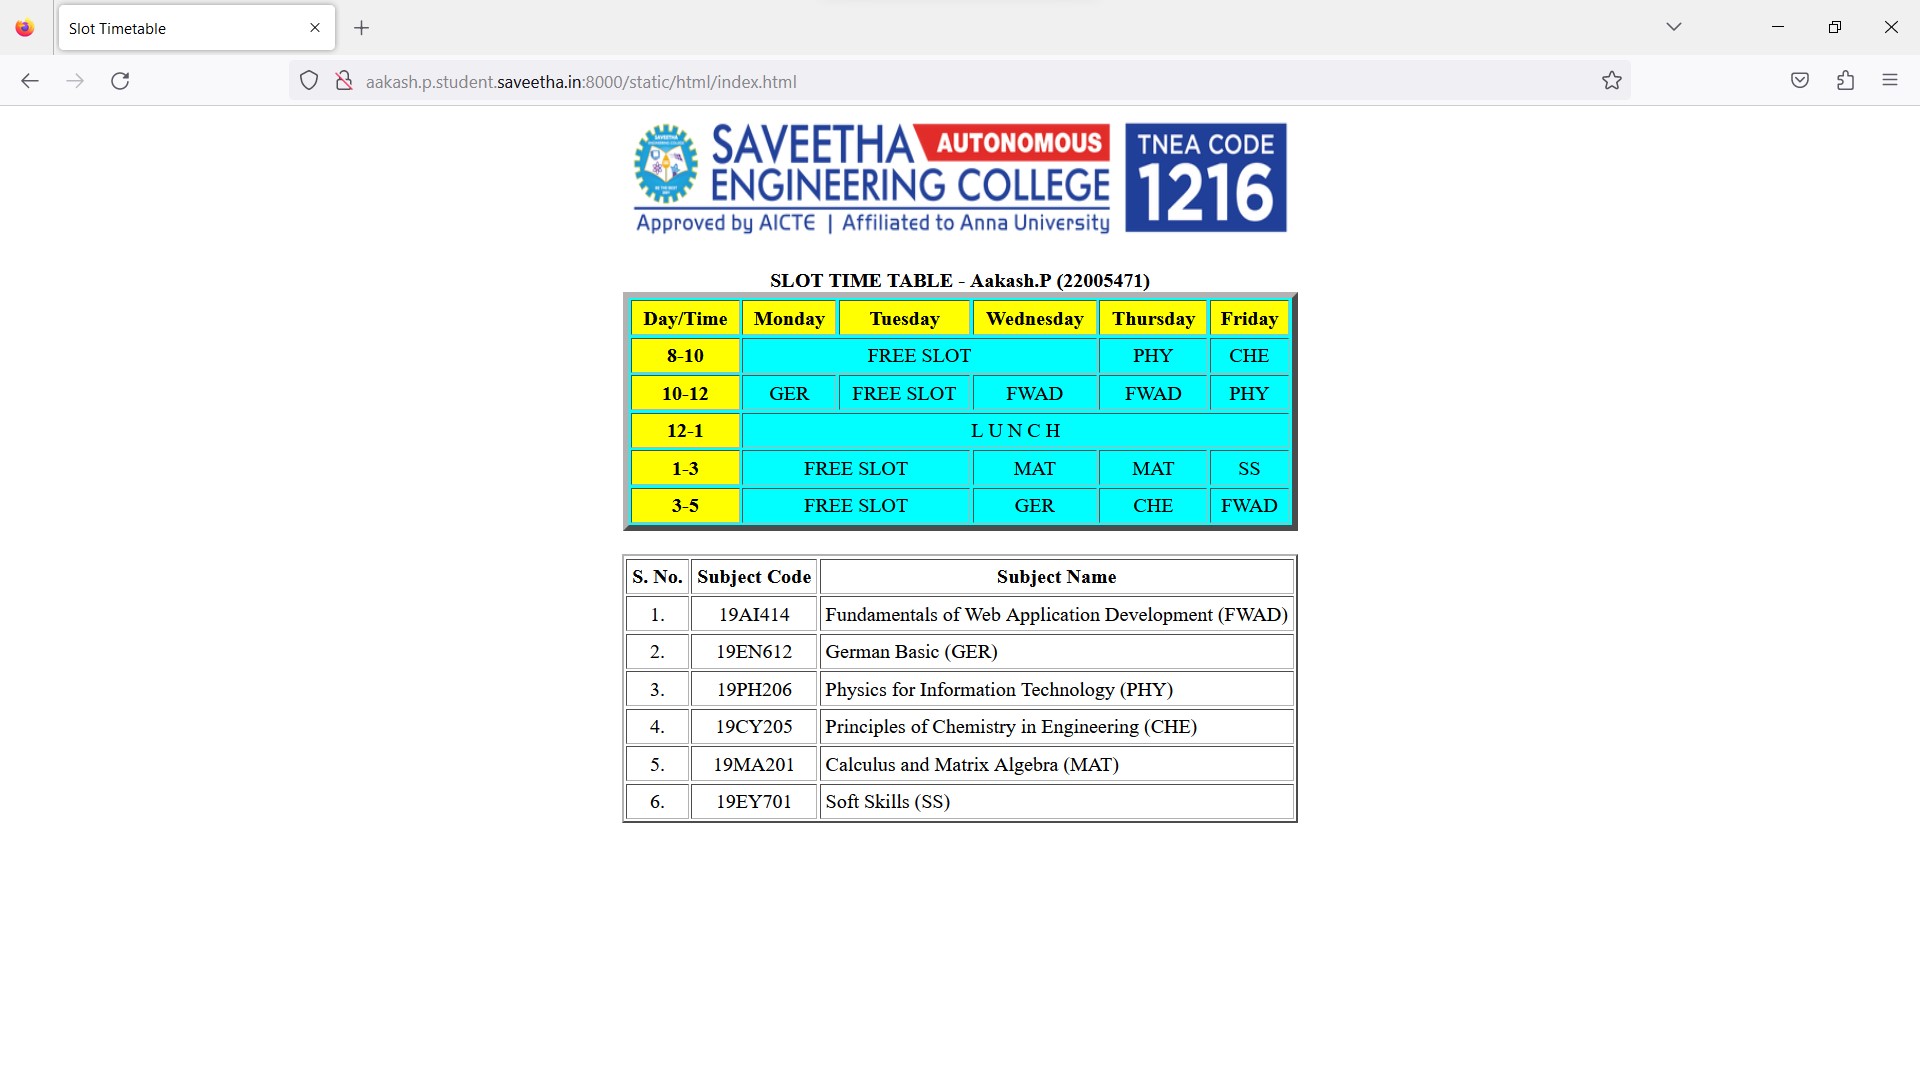 Slot Timetable
aakash.p.student.saveetha.in:8000/static/html/index.html
SAVEETHA AUTONOMOUS
ENGINEERING COLLEGE
Approved by AICTE | Affiliated to Anna University
TNEA CODE
1216
SLOT TIME TABLE - Aakash.P (22005471)
Day/Time Monday Tuesday Wednesday Thursday Friday
8-10 FREE SLOT PHY CHE
10-12 GER FREE SLOT FWAD FWAD PHY
12-1 L U N C H
1-3 FREE SLOT MAT MAT SS
3-5 FREE SLOT GER CHE FWAD
S. No. Subject Code Subject Name
1. 19AI414 Fundamentals of Web Application Development (FWAD)
2. 19EN612 German Basic (GER)
3. 19PH206 Physics for Information Technology (PHY)
4. 19CY205 Principles of Chemistry in Engineering (CHE)
5. 19MA201 Calculus and Matrix Algebra (MAT)
6. 19EY701 Soft Skills (SS)